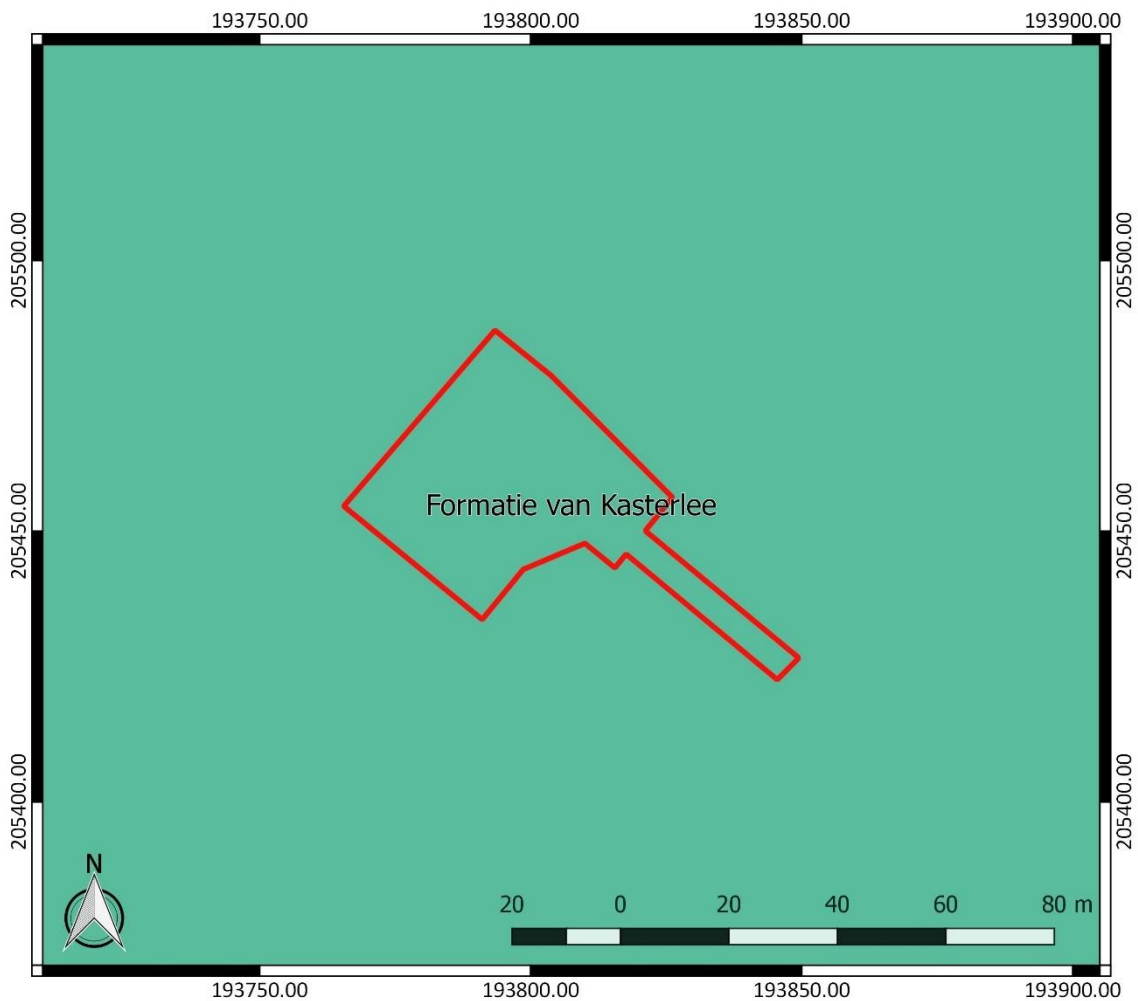 193750.00 193800.00 193850.00 193900.00
205500.00 205500.00
Formatie van Kasterlee
205450.00 205450.00
205400.00 205400.00
N
20 0 20 40 60 80 m
193750.00 193800.00 193850.00 193900.00